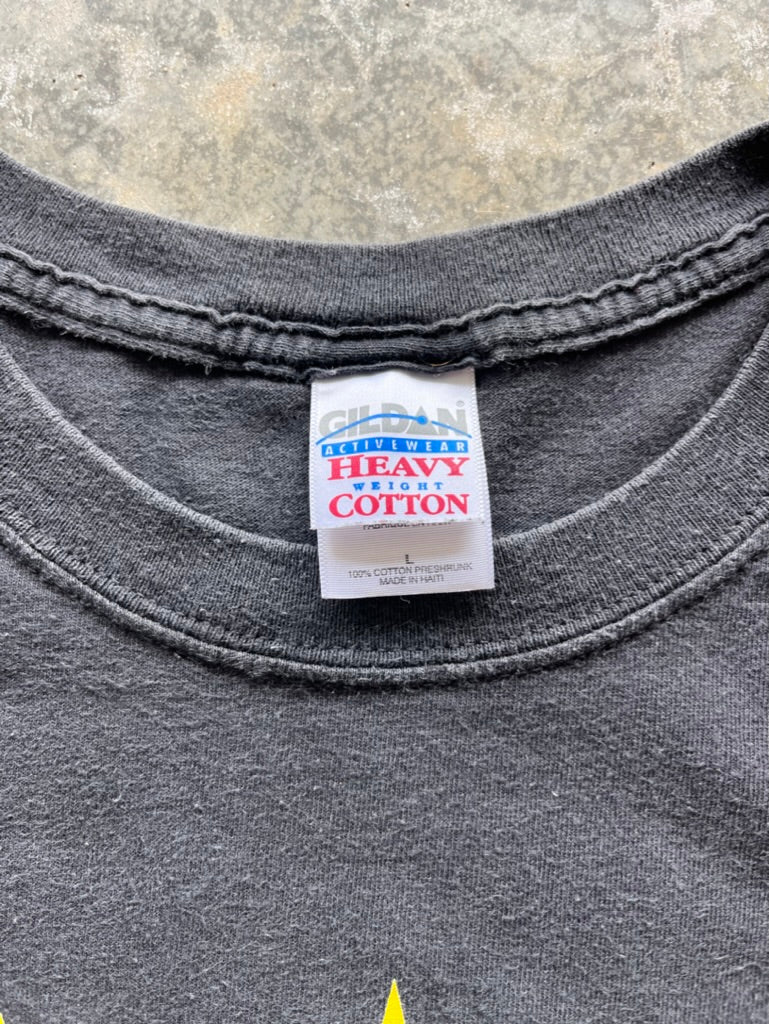 GILDAN
ACTIVEWEAR
HEAVY
WEIGHT
COTTON
L
100% COTTON PRESHRUNK
MADE IN HAITI